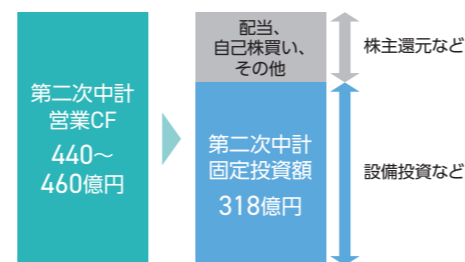 第二次中計
営業CF
440〜
460億円
配当、
自己株買い、
その他
第二次中計
固定投資額
318億円
株主還元など
設備投資など